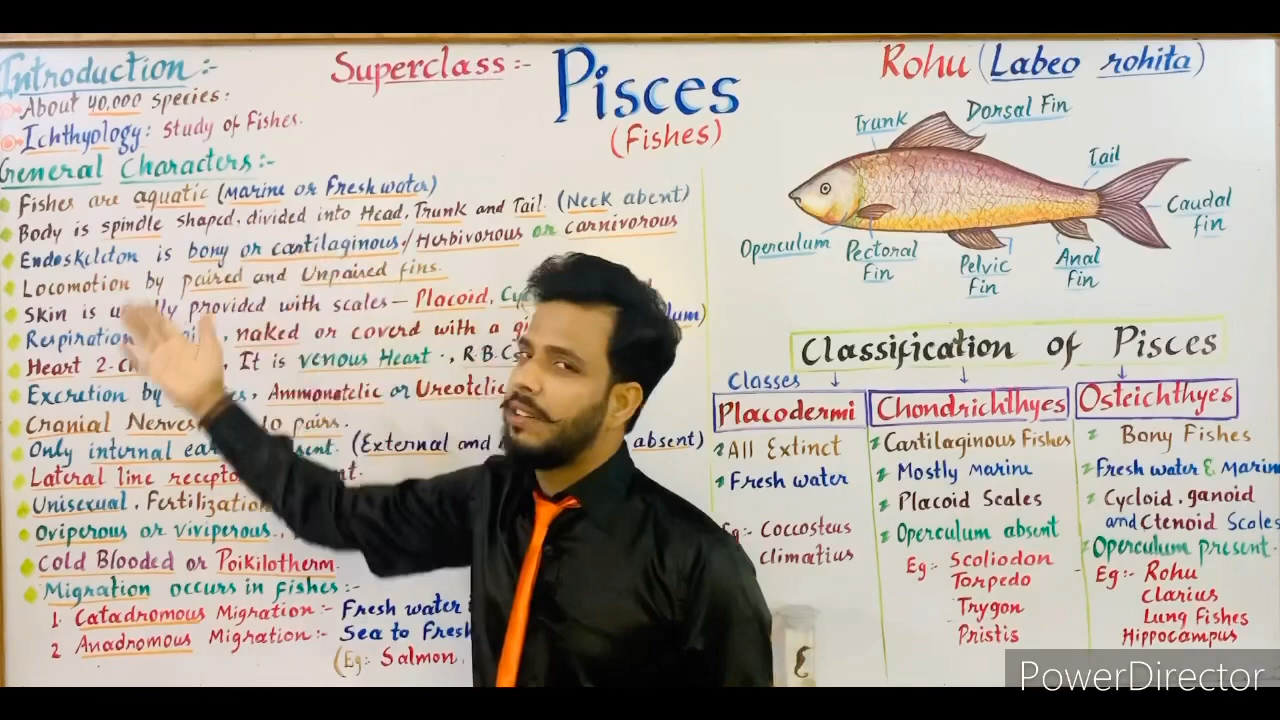 Introduction:-
About 40,000 species:
Ichthyology: Study of Fishes.
Superclass:- Pisces
(Fishes)
General Characters:-
Fishes are aquatic (Marine or Fresh water)
Body is spindle shaped, divided into Head, Trunk and Tail. (Neck abent)
Endoskeleton is bony or cartilaginous / Herbivorous or carnivorous
Locomotion by paired and Unpaired fins.
Skin is provided with scales — Placoid,
Respiration naked or coverd with a
Heart 2- It is venous Heart., R.B.C
Excretion by Ammonotelic or Ureotelic
Cranial Nerves 10 pairs.
Only internal ear (External and absent)
Lateral line
Unisexual, Fertilization
Oviperous or viviperous.,
Cold Blooded or Poikilotherm.
Migration occurs in fishes:-
1. Catadromous Migration:- Fresh water
2 Anadromous Migration:- Sea to Fresh
(Eg:- Salmon,
Rohu (Labeo rohita)
Trunk
Dorsal Fin
Tail
Caudal
fin
Operculum
Pectoral
Fin
Pelvic
Fin
Anal
Fin
Classification of Pisces
Classes
Placodermi
All Extinct
Fresh water
Eg:- Coccosteus
Climatius
Chondrichthyes
Cartilaginous Fishes
Mostly Marine
Placoid Scales
Operculum absent
Eg:- Scoliodon
Torpedo
Trygon
Pristis
Osteichthyes
Bony Fishes
Fresh water & Marin
Cycloid, ganoid
and Ctenoid Scales
Operculum present.
Eg:- Rohu
Clarius
Lung Fishes
Hippocampus
PowerDirector